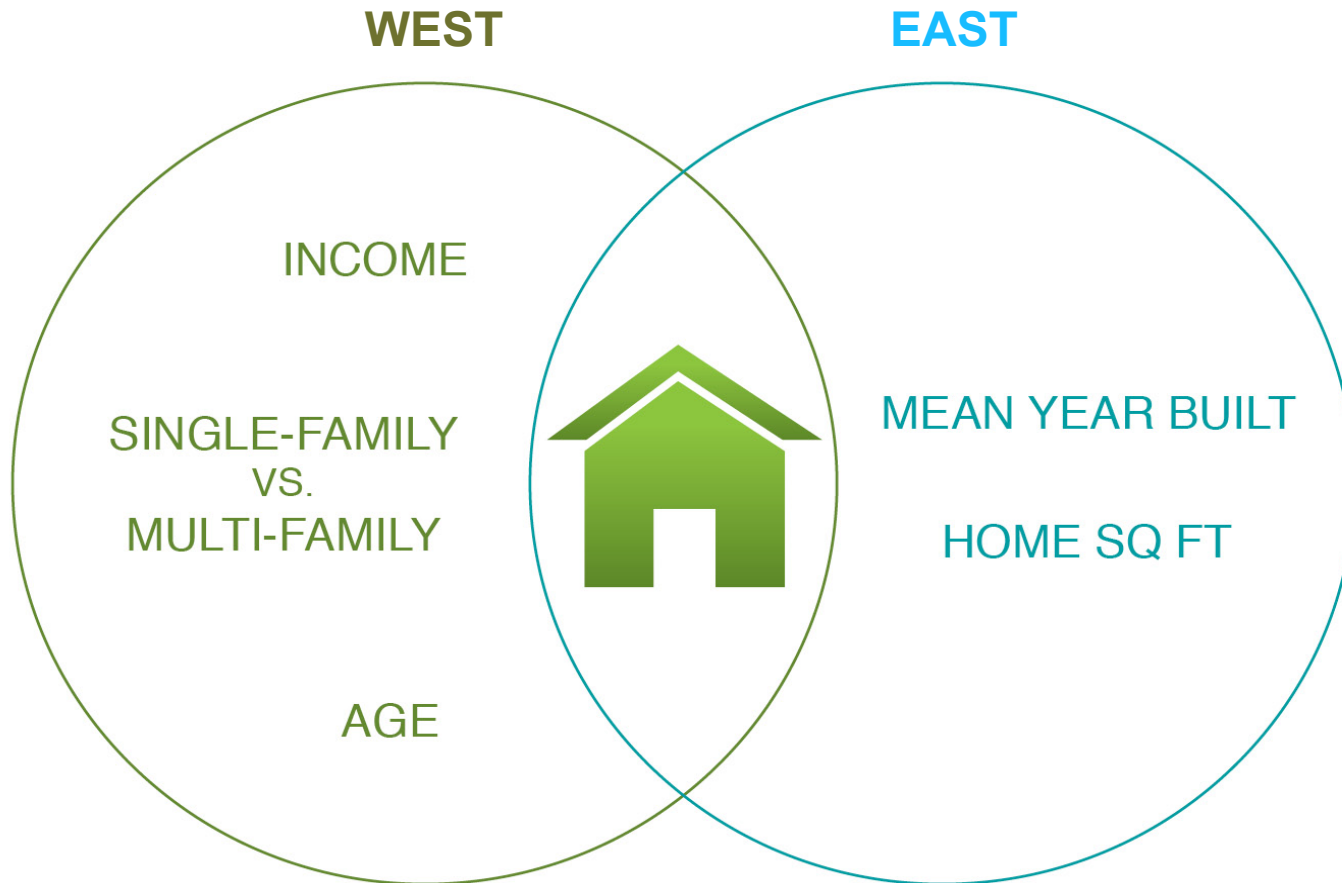 WEST
EAST
INCOME
SINGLE-FAMILY
VS.
MULTI-FAMILY
AGE
MEAN YEAR BUILT
HOME SQ FT